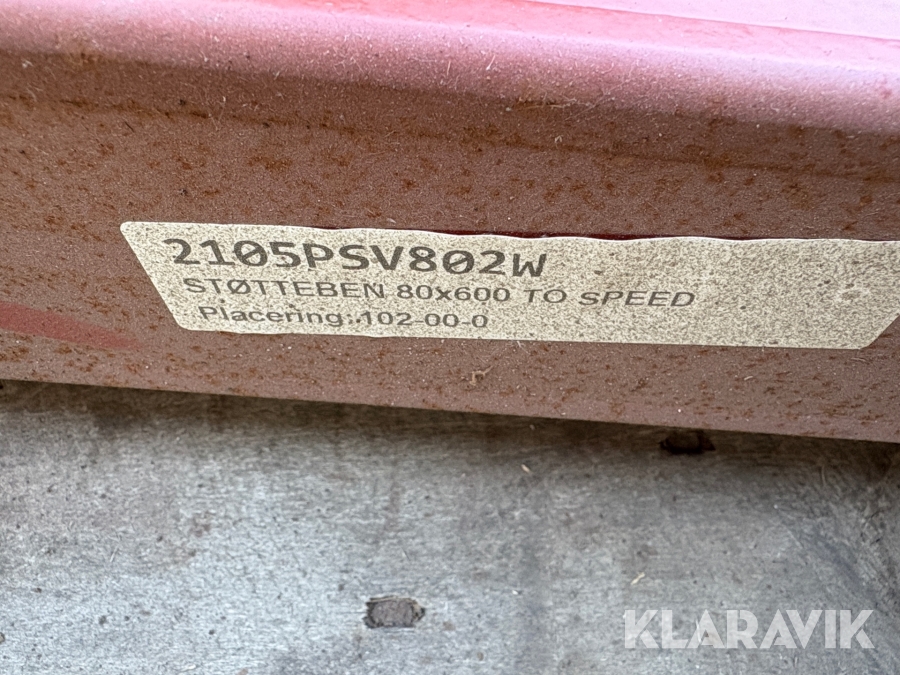 2105PSV802W
STØTTEBEN 80x600 TO SPEED
Placering: 102-00-0
KLARAVIK